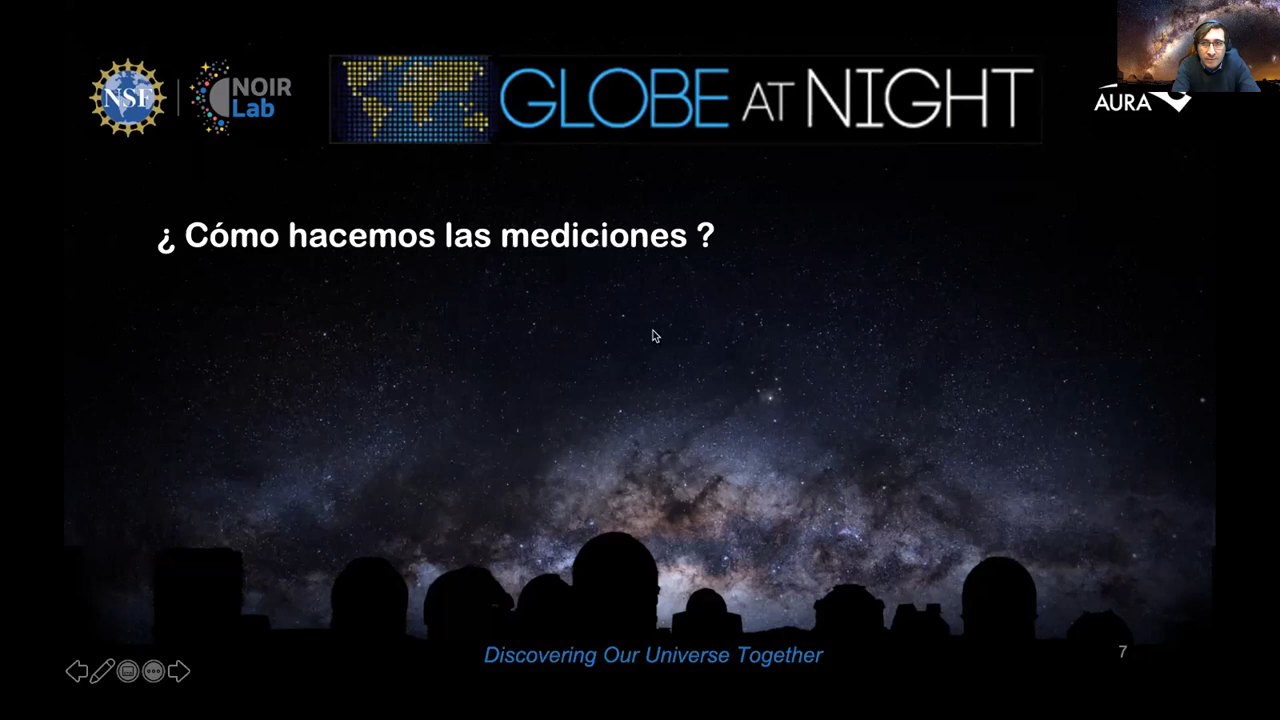 NSF
NOIR
Lab
GLOBE AT NIGHT
AURA
¿ Cómo hacemos las mediciones ?
Discovering Our Universe Together
7